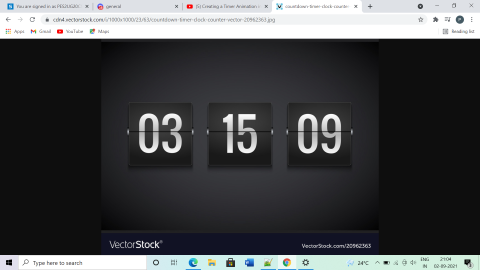 You are signed in as PES2UG20C
general
(5) Creating a Timer Animation i
countdown-timer-clock-counter-
cdn4.vectorstock.com/i/1000x1000/23/63/countdown-timer-clock-counter-vector-20962363.jpg
Apps Gmail YouTube Maps Reading list
03 15 09
VectorStock® VectorStock.com/20962363
Type here to search
24°C
ENG
IN
21:04
02-09-2021